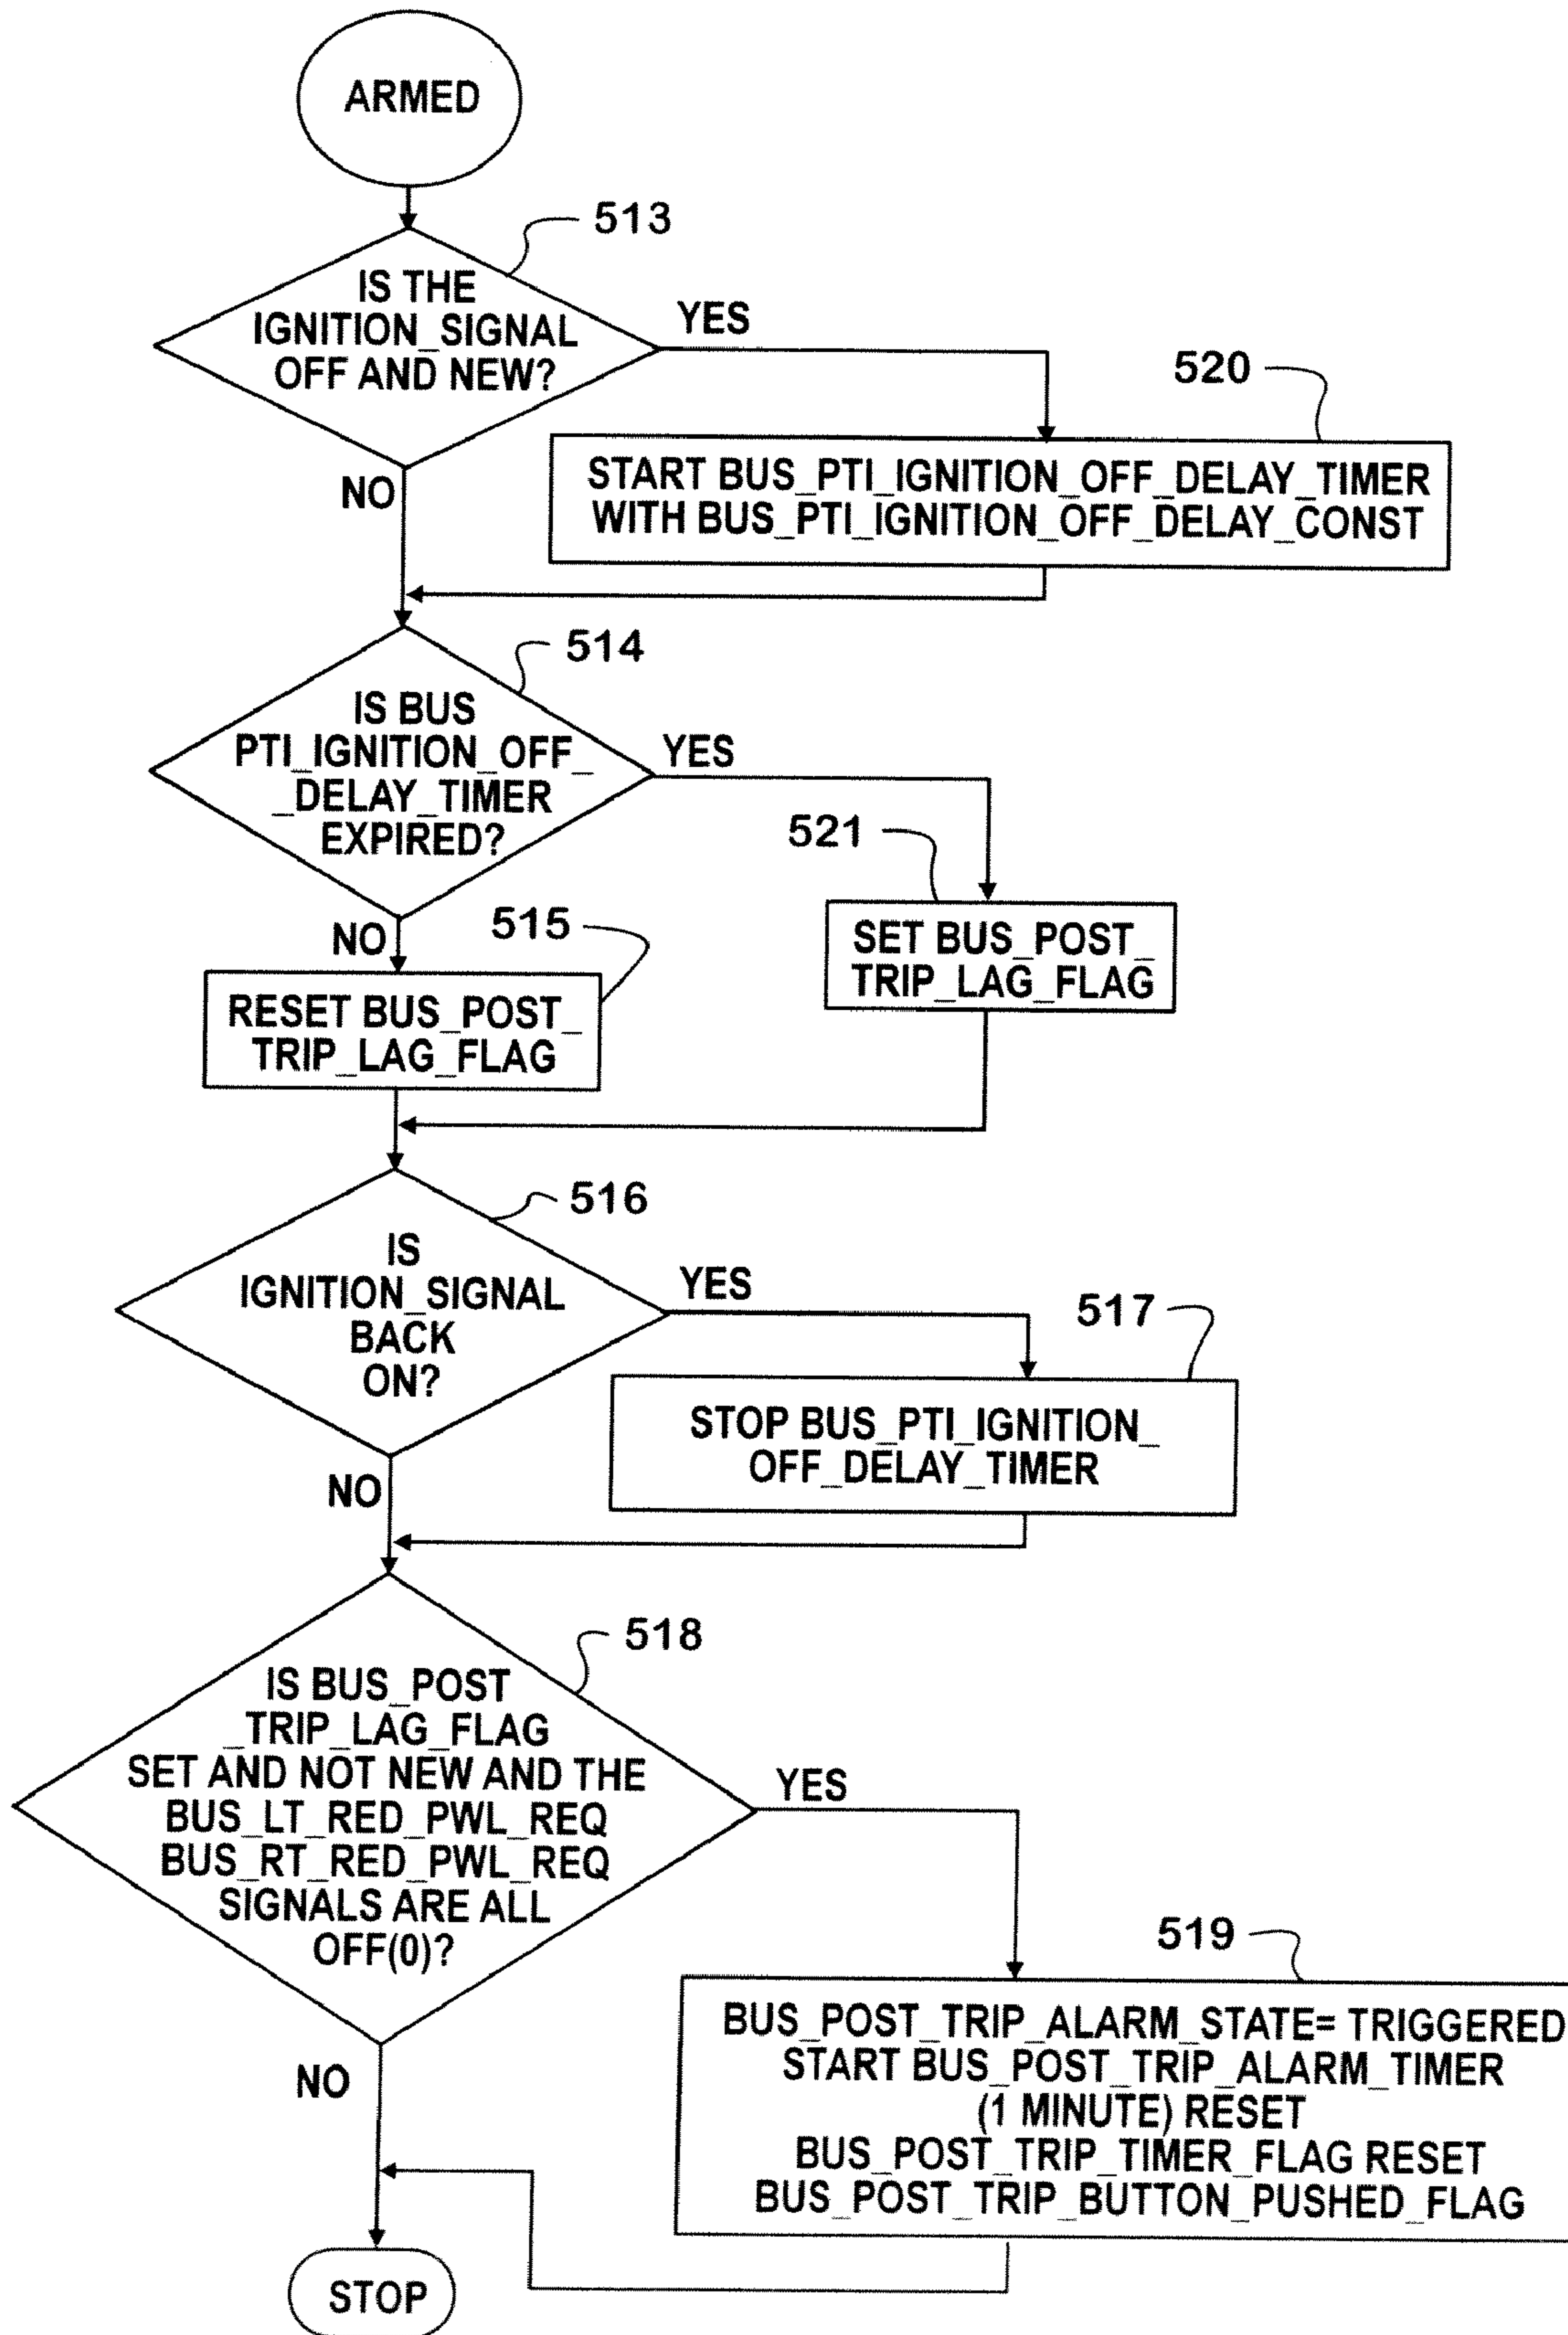 ARMED
513
IS THE
IGNITION_SIGNAL
OFF AND NEW?
YES
520
START BUS_PTI_IGNITION_OFF_DELAY_TIMER
WITH BUS_PTI_IGNITION_OFF_DELAY_CONST
NO
514
IS BUS
PTI_IGNITION_OFF_
_DELAY_TIMER
EXPIRED?
YES
521
SET BUS_POST_
TRIP_LAG_FLAG
NO
515
RESET BUS_POST_
TRIP_LAG_FLAG
516
IS
IGNITION_SIGNAL
BACK
ON?
YES
517
STOP BUS_PTI_IGNITION_
OFF_DELAY_TIMER
NO
518
IS BUS_POST
_TRIP_LAG_FLAG
SET AND NOT NEW AND THE
BUS_LT_RED_PWL_REQ
BUS_RT_RED_PWL_REQ
SIGNALS ARE ALL
OFF(0)?
YES
519
BUS_POST_TRIP_ALARM_STATE= TRIGGERED
START BUS_POST_TRIP_ALARM_TIMER
(1 MINUTE) RESET
BUS_POST_TRIP_TIMER_FLAG RESET
BUS_POST_TRIP_BUTTON_PUSHED_FLAG
NO
STOP